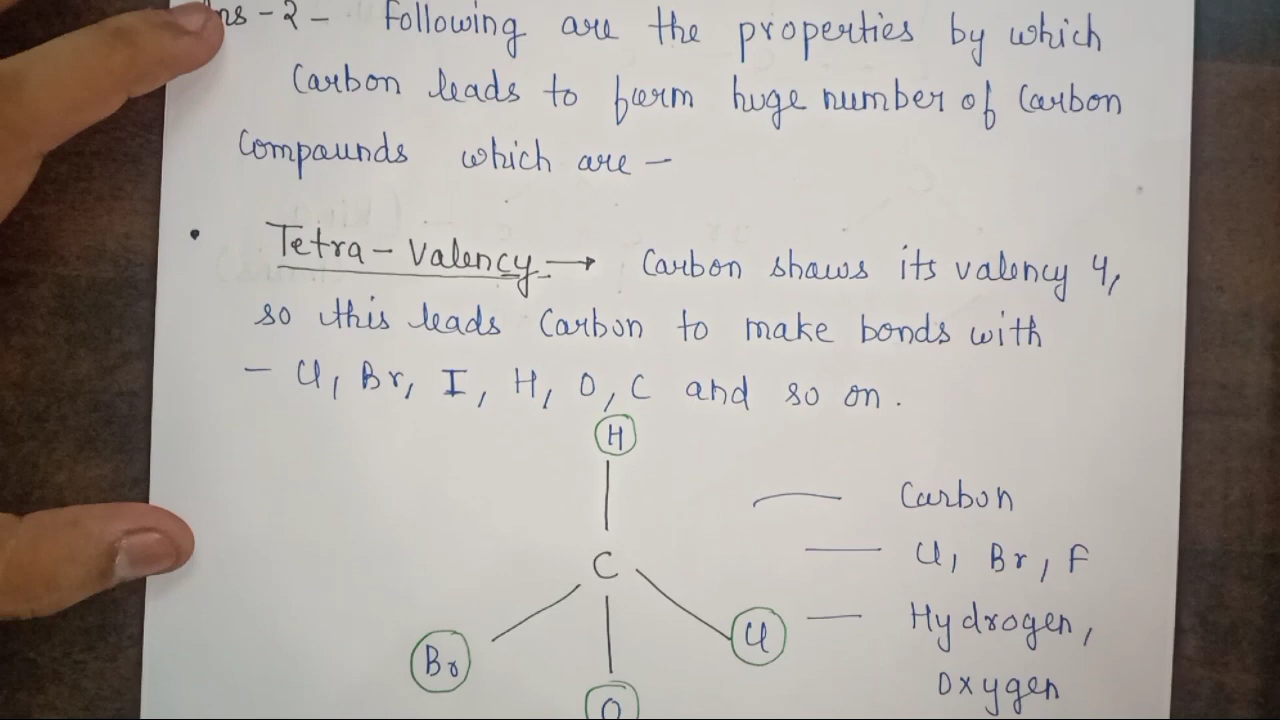 ns-2- Following are the properties by which
Carbon leads to form huge number of Carbon
Compounds which are -
• Tetra-Valency → Carbon shows its valency 4,
so this leads Carbon to make bonds with
- Cl, Br, I, H, O, C and so on.
H
— Carbon
— Cl, Br, F
C
— Hydrogen,
Cl
Br
Oxygen
O